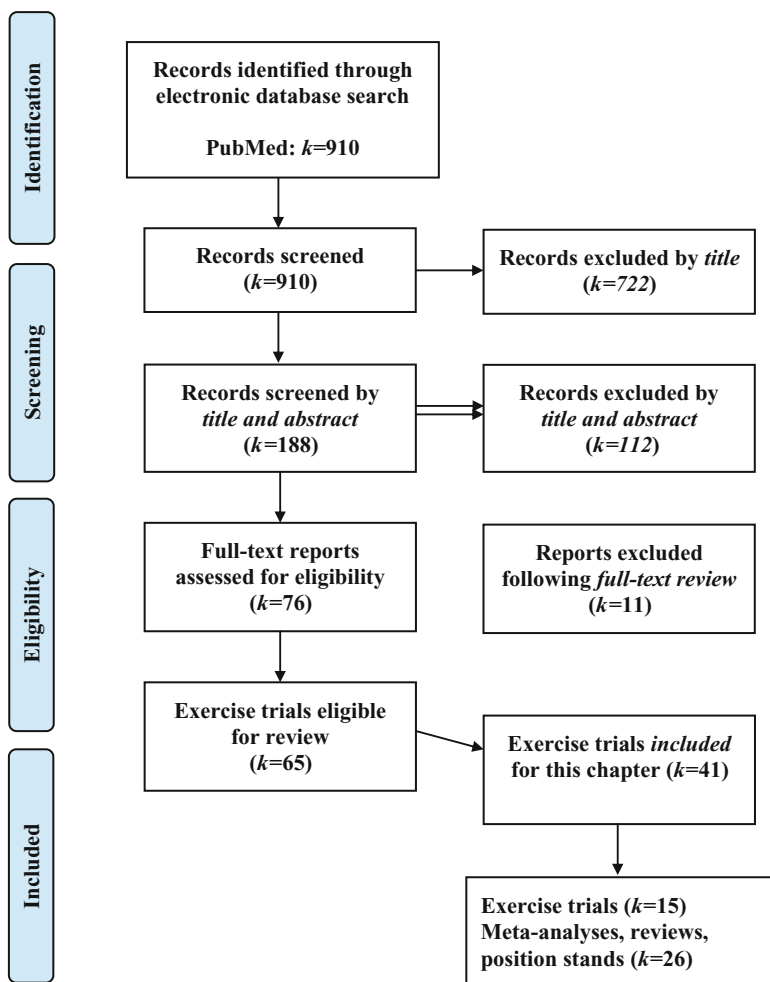 Identification
Records identified through
electronic database search
PubMed: k=910
Records screened
(k=910)
Records excluded by title
(k=722)
Screening
Records screened by
title and abstract
(k=188)
Records excluded by
title and abstract
(k=112)
Eligibility
Full-text reports
assessed for eligibility
(k=76)
Reports excluded
following full-text review
(k=11)
Exercise trials eligible
for review
(k=65)
Included
Exercise trials included
for this chapter (k=41)
Exercise trials (k=15)
Meta-analyses, reviews,
position stands (k=26)